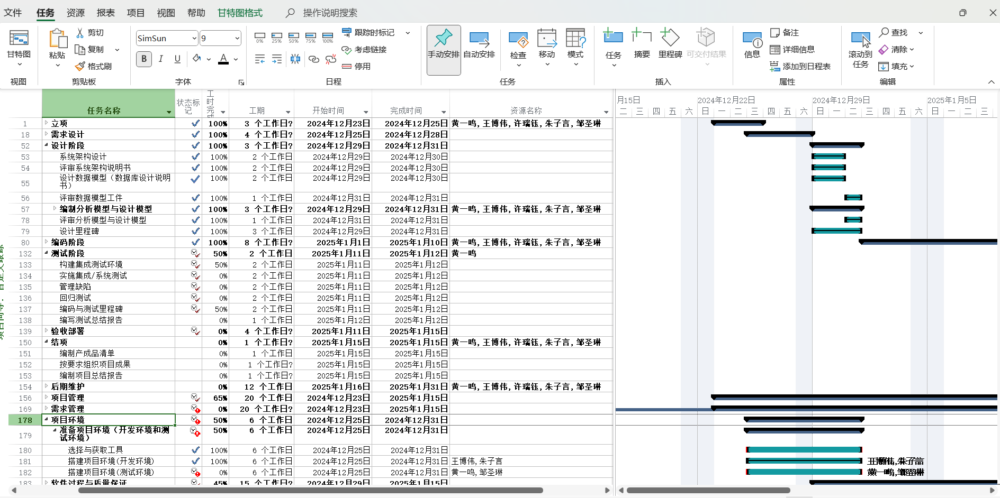 文件 任务 资源 报表 项目 视图 帮助 甘特图格式 操作说明搜索
甘特图 粘贴 剪切 复制 格式刷 SimSun 9 B I U A 0% 25% 50% 75% 100% 跟踪时标记 考虑链接 停用 手动安排 自动安排 检查 移动 模式 任务 摘要 里程碑 可交付结果 信息 备注 详细信息 添加到日程表 滚动到任务 查找 清除 填充
视图 剪贴板 字体 日程 任务 插入 属性 编辑
任务名称 状态标记 工时完成 工期 开始时间 完成时间 资源名称
月15日 2024年12月22日 2024年12月29日 2025年1月5日
二 三 四 五 六 日 一 二 三 四 五 六 日 一 二 三 四 五 六 日 一 二 三
1 立项 100% 3 个工作日? 2024年12月23日 2024年12月25日 黄一鸣,王博伟,许瑞钰,朱子言,邹圣琳
18 需求设计 100% 4 个工作日? 2024年12月25日 2024年12月28日
52 设计阶段 100% 3 个工作日? 2024年12月29日 2024年12月31日
53 系统架构设计 100% 2 个工作日 2024年12月29日 2024年12月30日
54 评审系统架构说明书 100% 2 个工作日 2024年12月29日 2024年12月30日
55 设计数据模型（数据库设计说明书） 100% 2 个工作日 2024年12月29日 2024年12月30日
56 评审数据模型工件 100% 1 个工作日 2024年12月31日 2024年12月31日
57 编制分析模型与设计模型 100% 3 个工作日? 2024年12月29日 2024年12月31日 黄一鸣,王博伟,许瑞钰,朱子言,邹圣琳
78 评审分析模型与设计模型 100% 1 个工作日 2024年12月31日 2024年12月31日
79 设计里程碑 100% 3 个工作日 2024年12月29日 2024年12月31日
80 编码阶段 100% 8 个工作日? 2025年1月1日 2025年1月10日 黄一鸣,王博伟,许瑞钰,朱子言,邹圣琳
132 测试阶段 50% 2 个工作日 2025年1月11日 2025年1月12日 黄一鸣
133 构建集成测试环境 50% 2 个工作日 2025年1月11日 2025年1月12日
134 实施集成/系统测试 0% 2 个工作日 2025年1月11日 2025年1月12日
135 管理缺陷 0% 2 个工作日 2025年1月11日 2025年1月12日
136 回归测试 0% 2 个工作日 2025年1月11日 2025年1月12日
137 编码与测试里程碑 50% 2 个工作日 2025年1月11日 2025年1月12日
138 编写测试总结报告 0% 1 个工作日 2025年1月12日 2025年1月12日
139 验收部署 0% 4 个工作日? 2025年1月11日 2025年1月15日
150 结项 0% 1 个工作日? 2025年1月15日 2025年1月15日 黄一鸣,王博伟,许瑞钰,朱子言,邹圣琳
151 编制产成品清单 0% 1 个工作日 2025年1月15日 2025年1月15日
152 按要求组织项目成果 0% 1 个工作日? 2025年1月15日 2025年1月15日
153 编制项目总结报告 0% 1 个工作日? 2025年1月15日 2025年1月15日
154 后期维护 0% 12 个工作日? 2025年1月16日 2025年1月31日 黄一鸣,王博伟,许瑞钰,朱子言,邹圣琳
156 项目管理 65% 20 个工作日? 2024年12月23日 2025年1月15日
169 需求管理 0% 20 个工作日? 2024年12月23日 2025年1月15日
178 项目环境 50% 6 个工作日 2024年12月25日 2024年12月31日
179 准备项目环境（开发环境和测试环境） 50% 6 个工作日 2024年12月25日 2024年12月31日
180 选择与获取工具 100% 6 个工作日 2024年12月25日 2024年12月31日
181 搭建项目环境(开发环境) 100% 6 个工作日 2024年12月25日 2024年12月31日 王博伟,朱子言 王博伟,朱子言
182 搭建项目环境(测试环境) 0% 6 个工作日 2024年12月25日 2024年12月31日 黄一鸣,邹圣琳 黄一鸣,邹圣琳
183 软件过程与质量保证 45% 15 个工作日? 2024年12月29日 2025年1月15日